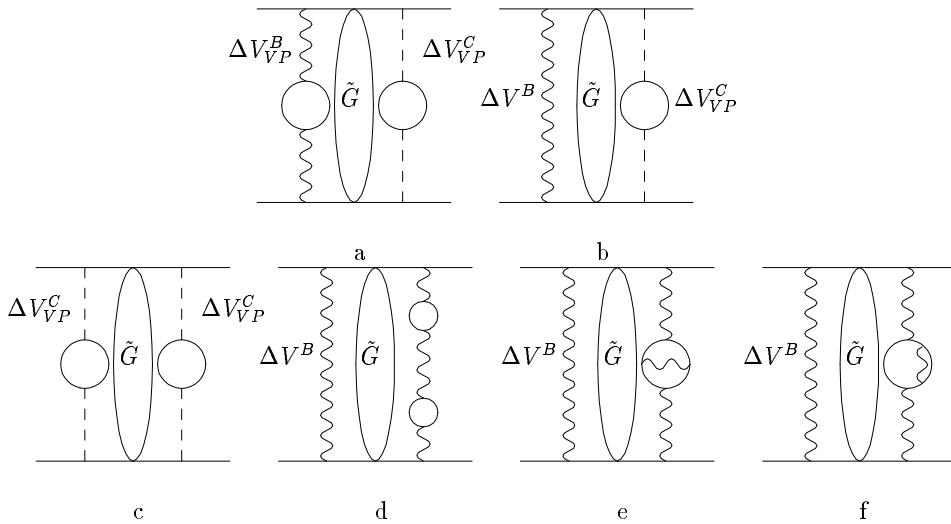 ΔV^B_{VP} G̃ ΔV^C_{VP}
ΔV^B G̃ ΔV^C_{VP}
a b
ΔV^C_{VP} G̃ ΔV^C_{VP}
ΔV^B G̃
ΔV^B G̃
ΔV^B G̃
c d e f